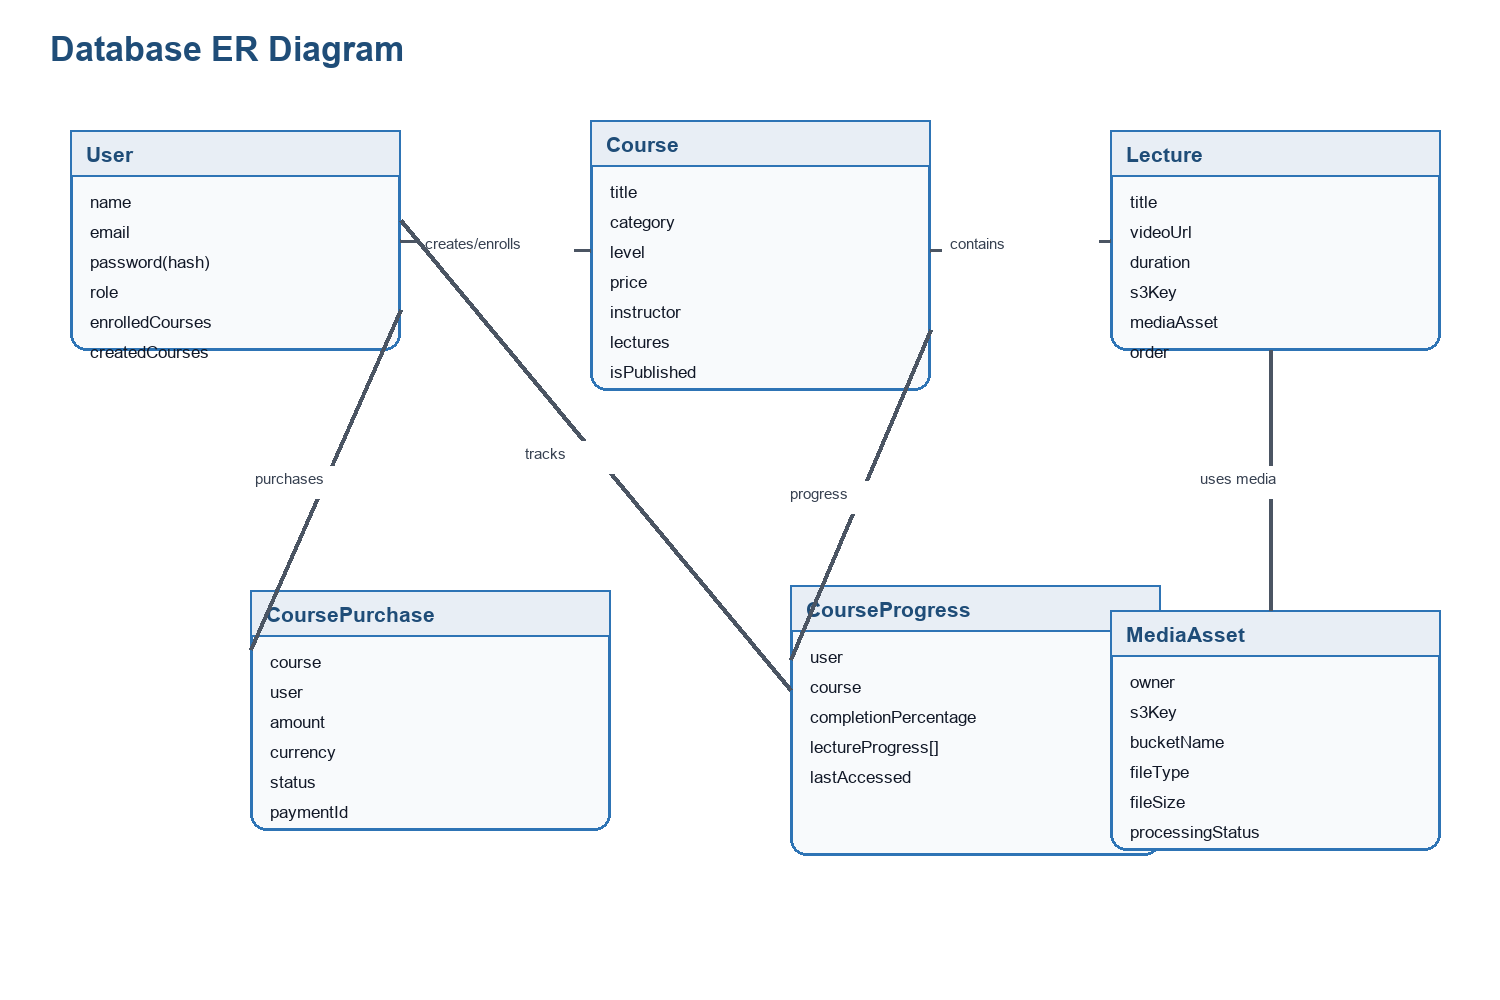 Database ER Diagram
User
name
email
password(hash)
role
enrolledCourses
createdCourses
creates/enrolls
Course
title
category
level
price
instructor
lectures
isPublished
contains
Lecture
title
videoUrl
duration
s3Key
mediaAsset
order
purchases
tracks
progress
uses media
CoursePurchase
course
user
amount
currency
status
paymentId
CourseProgress
user
course
completionPercentage
lectureProgress[]
lastAccessed
MediaAsset
owner
s3Key
bucketName
fileType
fileSize
processingStatus